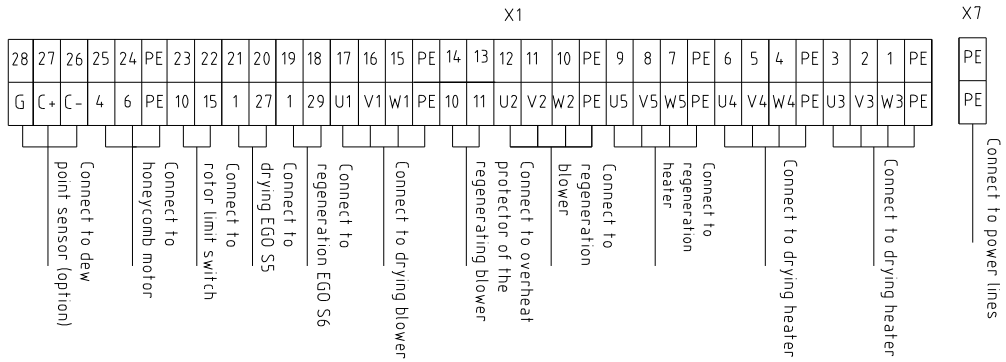 X1
X7
28 27 26 25 24 PE 23 22 21 20 19 18 17 16 15 PE 14 13 12 11 10 PE 9 8 7 PE 6 5 4 PE 3 2 1 PE PE
G C+ C- 4 6 PE 10 15 1 27 1 29 U1 V1 W1 PE 10 11 U2 V2 W2 PE U5 V5 W5 PE U4 V4 W4 PE U3 V3 W3 PE PE
Connect to dew
point sensor (option)
Connect to
honeycomb motor
Connect to
rotor limit switch
Connect to
drying EGO S5
Connect to
regeneration EGO S6
Connect to drying blower
Connect to overheat
protector of the
regenerating blower
Connect to
regeneration
blower
Connect to
regeneration
heater
Connect to drying heater
Connect to drying heater
Connect to power lines